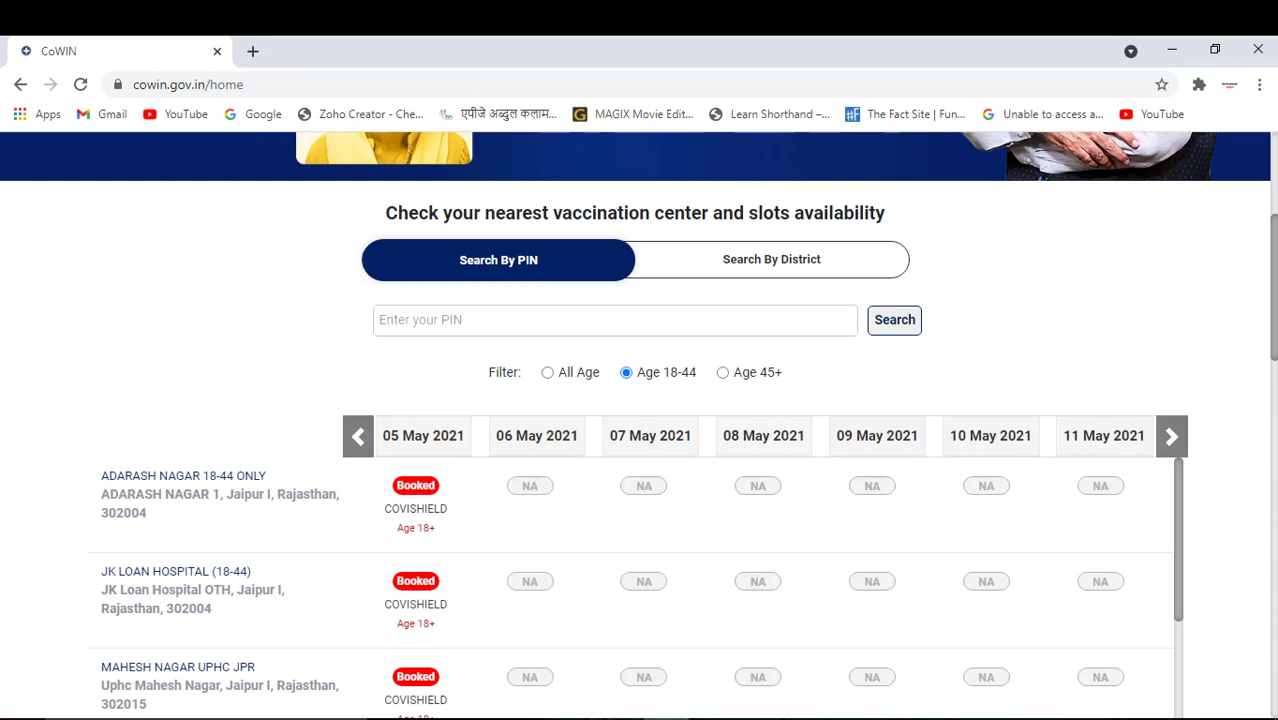 CoWIN
cowin.gov.in/home
Apps Gmail YouTube Google Zoho Creator - Che... एपीजे अब्दुल कलाम... MAGIX Movie Edit... Learn Shorthand –... The Fact Site | Fun... Unable to access a... YouTube
Check your nearest vaccination center and slots availability
Search By PIN Search By District
Enter your PIN Search
Filter: All Age Age 18-44 Age 45+
05 May 2021 06 May 2021 07 May 2021 08 May 2021 09 May 2021 10 May 2021 11 May 2021
ADARASH NAGAR 18-44 ONLY
ADARASH NAGAR 1, Jaipur I, Rajasthan,
302004
Booked NA NA NA NA NA NA
COVISHIELD
Age 18+
JK LOAN HOSPITAL (18-44)
JK Loan Hospital OTH, Jaipur I,
Rajasthan, 302004
Booked NA NA NA NA NA NA
COVISHIELD
Age 18+
MAHESH NAGAR UPHC JPR
Uphc Mahesh Nagar, Jaipur I, Rajasthan,
302015
Booked NA NA NA NA NA NA
COVISHIELD